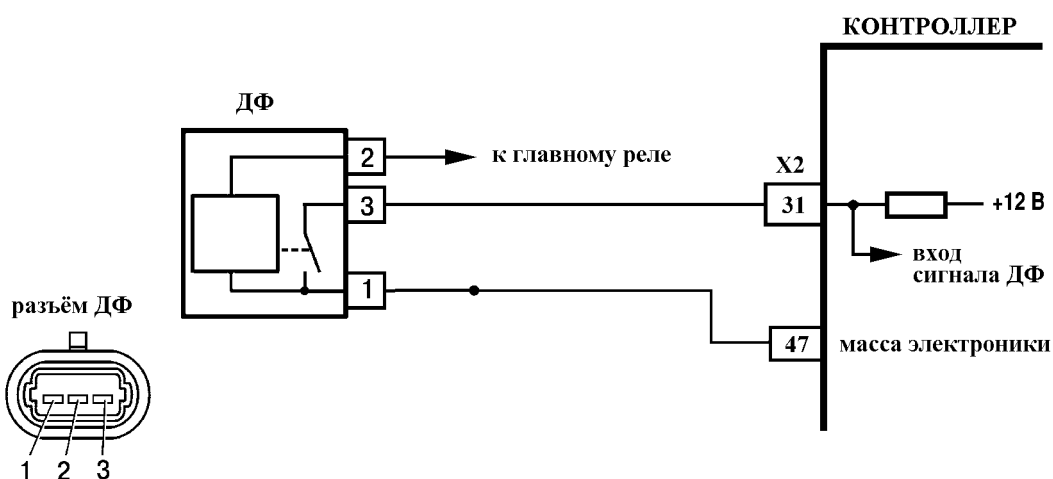 КОНТРОЛЛЕР
ДФ
2
к главному реле
X2
3
31
+12 В
вход
сигнала ДФ
1
разъём ДФ
47
масса электроники
1 2 3